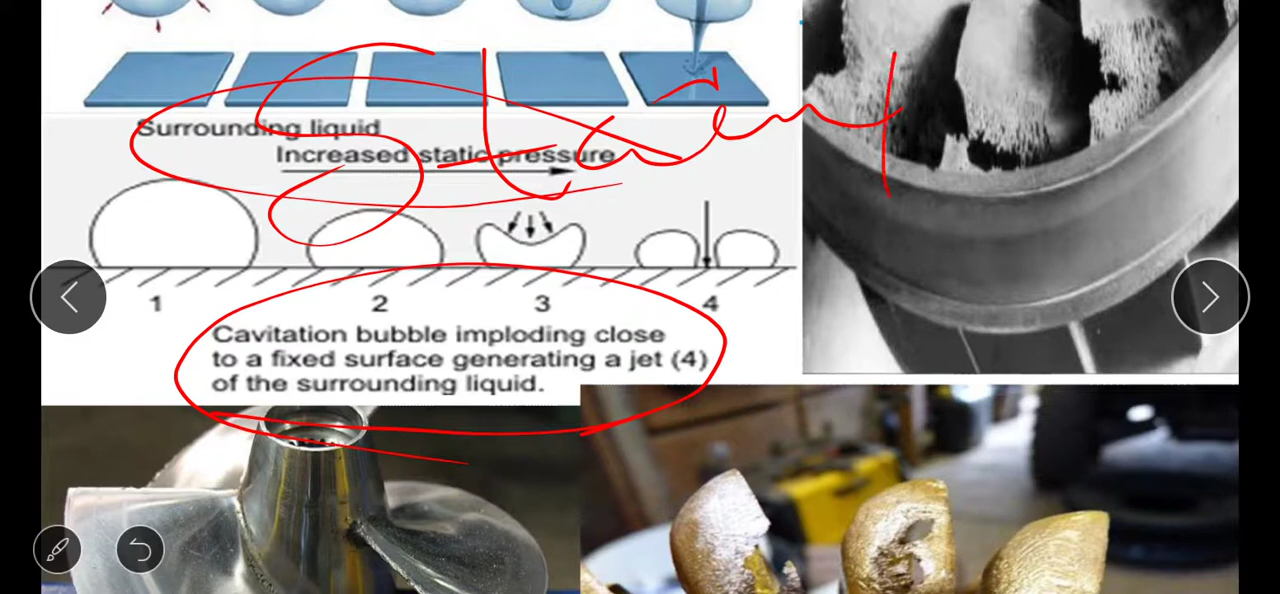 Surrounding liquid
Increased static pressure
1 2 3 4
Cavitation bubble imploding close
to a fixed surface generating a jet (4)
of the surrounding liquid.